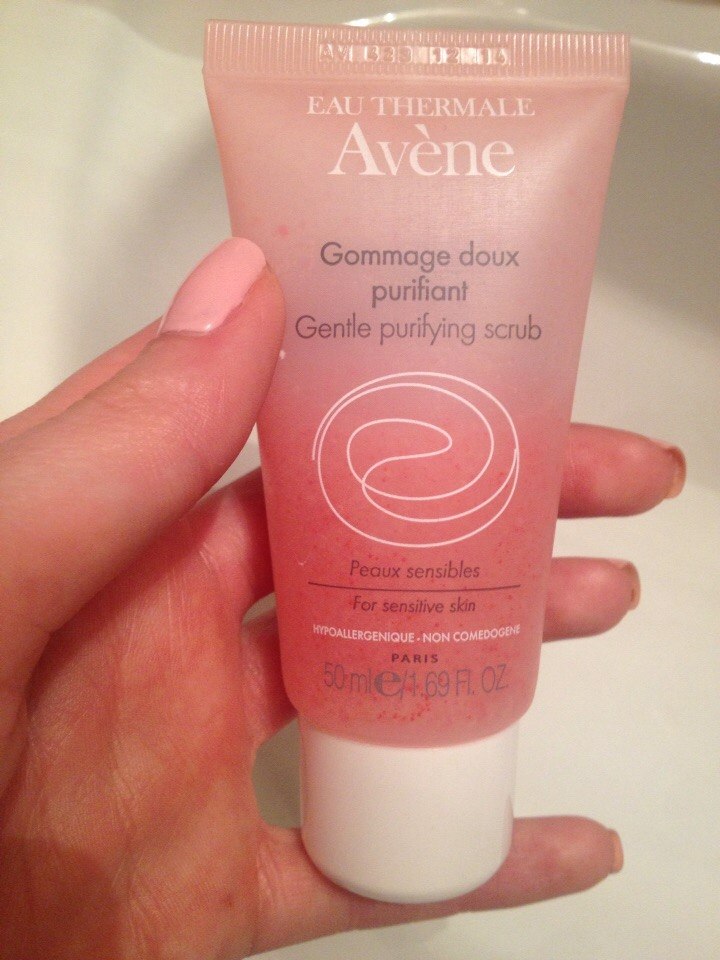 EAU THERMALE
Avène
Gommage doux
purifiant
Gentle purifying scrub
Peaux sensibles
For sensitive skin
HYPOALLERGENIQUE - NON COMEDOGENE
PARIS
50 ml ℮/1.69 Fl. OZ